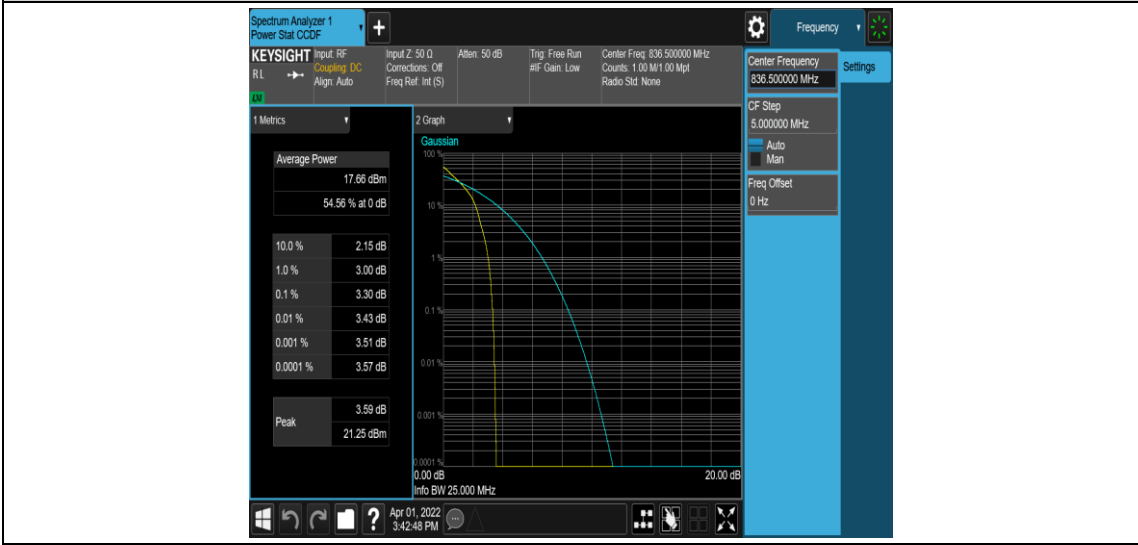 Spectrum Analyzer 1
Power Stat CCDF
+
Frequency
KEYSIGHT
RL
LNI
Input: RF
Coupling: DC
Align: Auto
Input Z: 50 Ω
Corrections: Off
Freq Ref: Int (S)
Atten: 50 dB
Trig: Free Run
#IF Gain: Low
Center Freq: 836.500000 MHz
Counts: 1.00 M/1.00 Mpt
Radio Std: None
Center Frequency
836.500000 MHz
Settings
CF Step
5.000000 MHz
Auto
Man
Freq Offset
0 Hz
1 Metrics
Average Power
17.66 dBm
54.56 % at 0 dB
10.0 % 2.15 dB
1.0 % 3.00 dB
0.1 % 3.30 dB
0.01 % 3.43 dB
0.001 % 3.51 dB
0.0001 % 3.57 dB
Peak 3.59 dB
21.25 dBm
2 Graph
Gaussian
100 %
10 %
1 %
0.1 %
0.01 %
0.001 %
0.0001 %
0.00 dB 20.00 dB
Info BW 25.000 MHz
?
Apr 01, 2022
3:42:48 PM